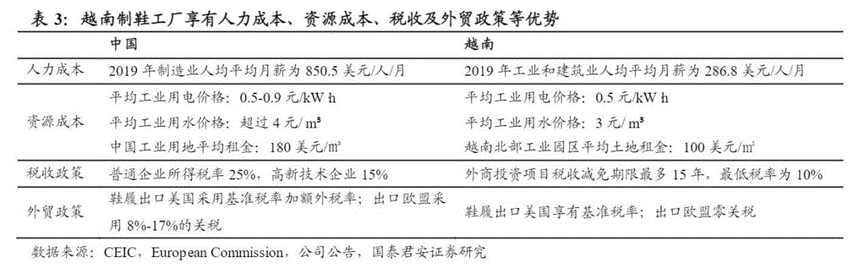 表 3：越南制鞋工厂享有人力成本、资源成本、税收及外贸政策等优势
中国 越南
人力成本 2019 年制造业人均平均月薪为 850.5 美元/人/月 2019 年工业和建筑业人均平均月薪为 286.8 美元/人/月
平均工业用电价格：0.5-0.9 元/kW·h 平均工业用电价格：0.5 元/kW·h
资源成本 平均工业用水价格：超过 4 元/ m³ 平均工业用水价格：3 元/ m³
中国工业用地平均租金：180 美元/㎡ 越南北部工业园区平均土地租金：100 美元/㎡
税收政策 普通企业所得税率 25%，高新技术企业 15% 外商投资项目税收减免期限最多 15 年，最低税率为 10%
外贸政策 鞋履出口美国采用基准税率加额外税率；出口欧盟采 鞋履出口美国享有基准税率；出口欧盟零关税
用 8%-17%的关税
数据来源：CEIC，European Commission，公司公告，国泰君安证券研究